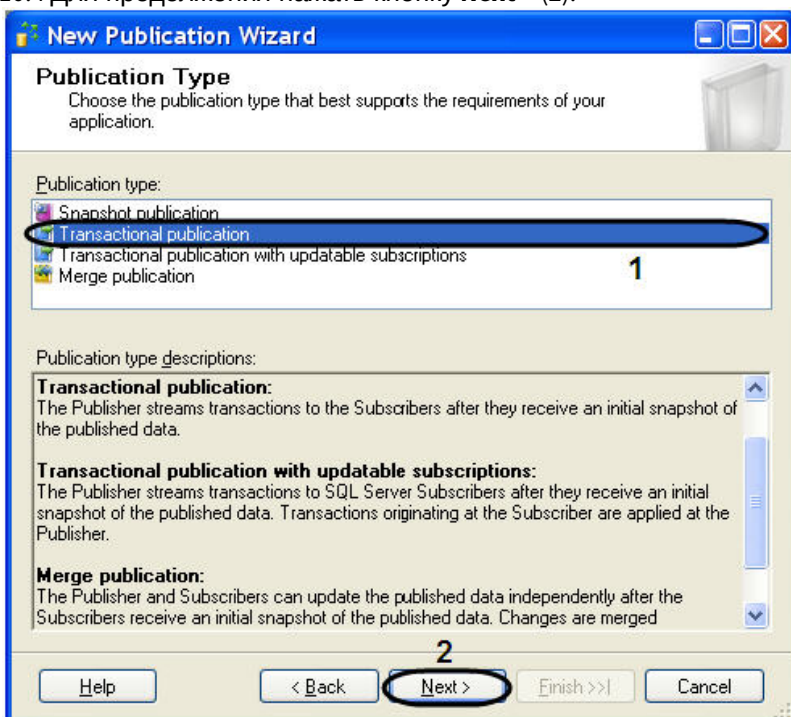 Для продолжения нажать кнопку Next (2).
New Publication Wizard
Publication Type
Choose the publication type that best supports the requirements of your
application.
Publication type:
Snapshot publication
Transactional publication
Transactional publication with updatable subscriptions
Merge publication
1
Publication type descriptions:
Transactional publication:
The Publisher streams transactions to the Subscribers after they receive an initial snapshot of
the published data.
Transactional publication with updatable subscriptions:
The Publisher streams transactions to SQL Server Subscribers after they receive an initial
snapshot of the published data. Transactions originating at the Subscriber are applied at the
Publisher.
Merge publication:
The Publisher and Subscribers can update the published data independently after the
Subscribers receive an initial snapshot of the published data. Changes are merged
2
Help
< Back
Next >
Finish >>|
Cancel